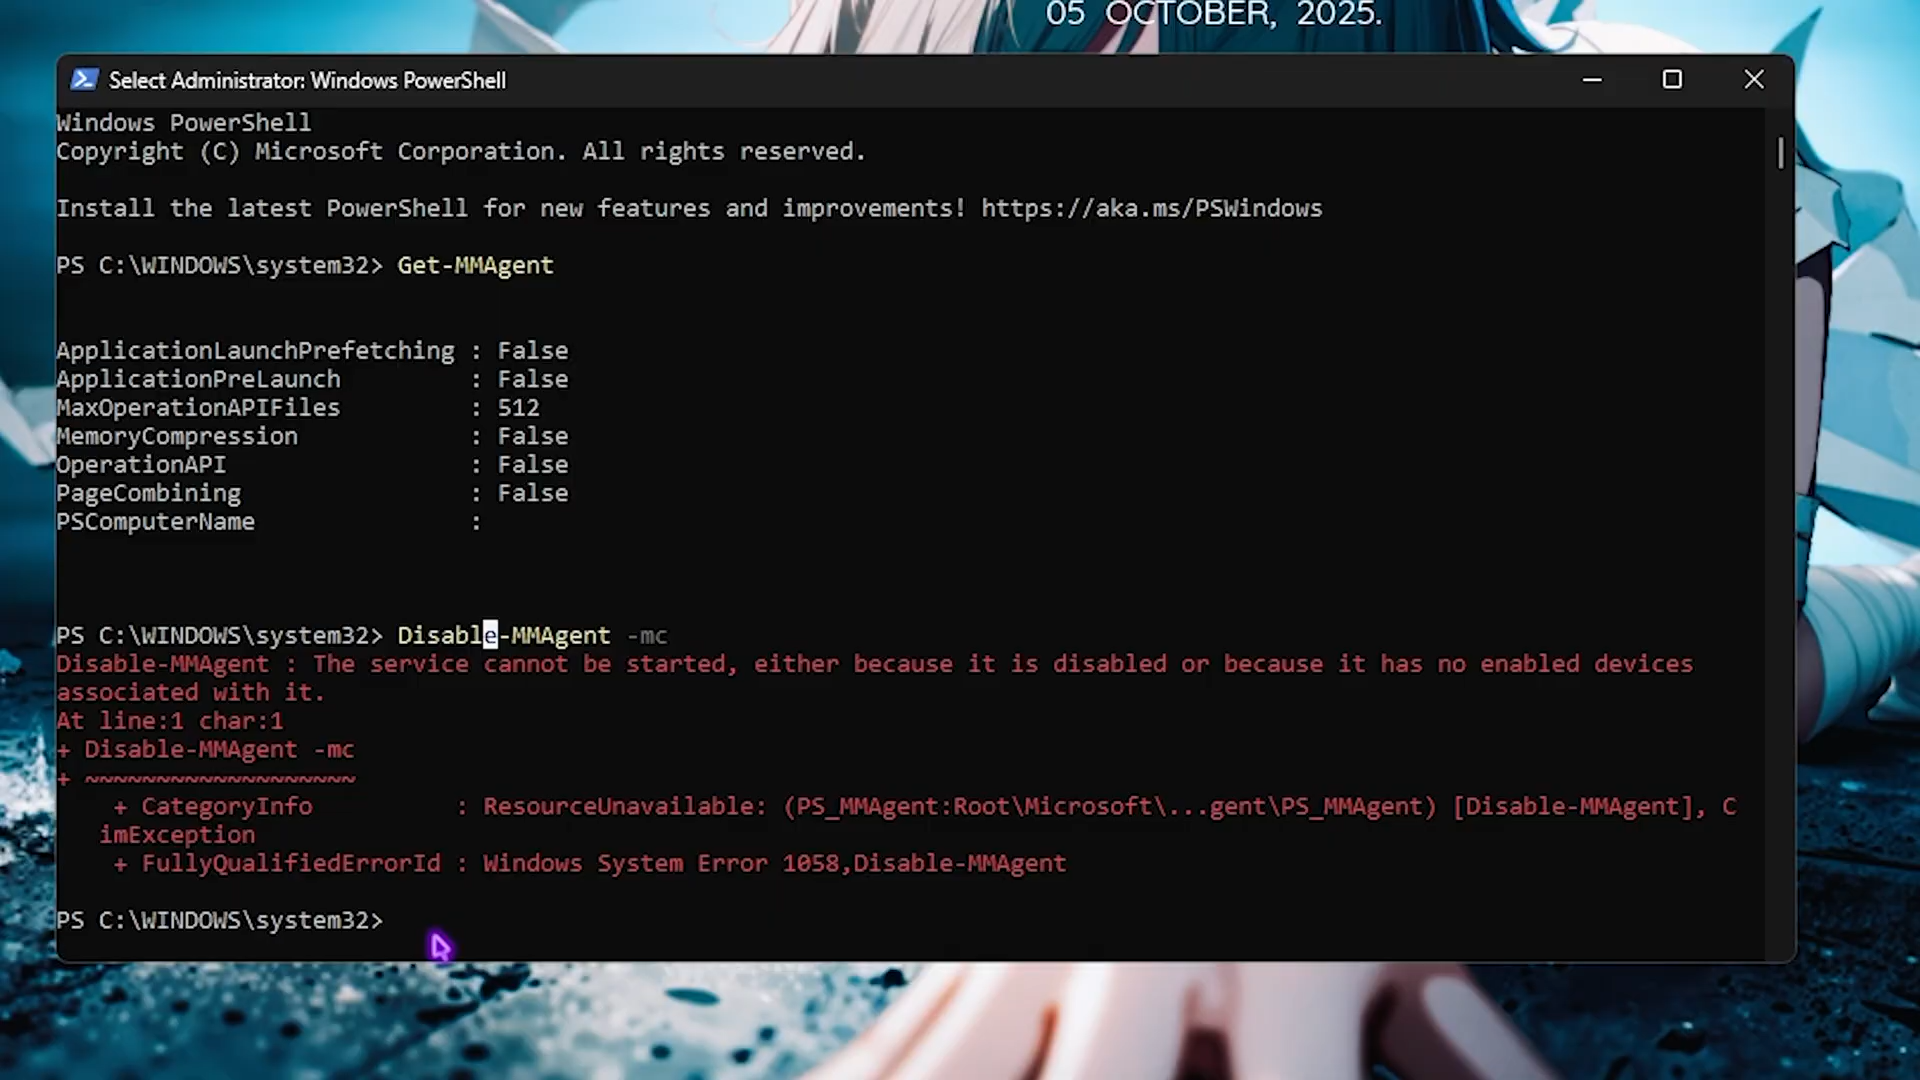 05 OCTOBER, 2025.
Select Administrator: Windows PowerShell
Windows PowerShell
Copyright (C) Microsoft Corporation. All rights reserved.
Install the latest PowerShell for new features and improvements! https://aka.ms/PSWindows
PS C:\WINDOWS\system32> Get-MMAgent
ApplicationLaunchPrefetching : False
ApplicationPreLaunch : False
MaxOperationAPIFiles : 512
MemoryCompression : False
OperationAPI : False
PageCombining : False
PSComputerName :
PS C:\WINDOWS\system32> Disable-MMAgent -mc
Disable-MMAgent : The service cannot be started, either because it is disabled or because it has no enabled devices
associated with it.
At line:1 char:1
+ Disable-MMAgent -mc
+ ~~~~~~~~~~~~~~~~~~~
+ CategoryInfo : ResourceUnavailable: (PS_MMAgent:Root\Microsoft\...gent\PS_MMAgent) [Disable-MMAgent], C
imException
+ FullyQualifiedErrorId : Windows System Error 1058,Disable-MMAgent
PS C:\WINDOWS\system32>